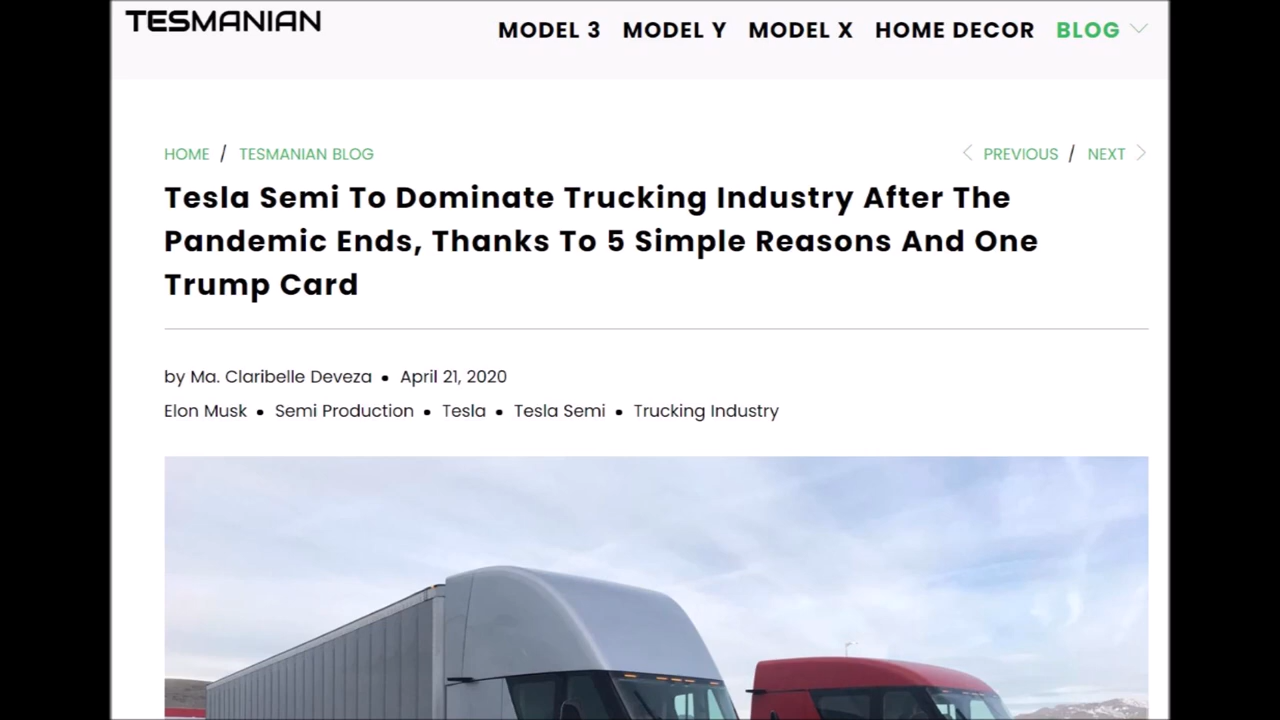 TESMANIAN
MODEL 3 MODEL Y MODEL X HOME DECOR BLOG
HOME / TESMANIAN BLOG
PREVIOUS / NEXT
Tesla Semi To Dominate Trucking Industry After The
Pandemic Ends, Thanks To 5 Simple Reasons And One
Trump Card
by Ma. Claribelle Deveza • April 21, 2020
Elon Musk • Semi Production • Tesla • Tesla Semi • Trucking Industry